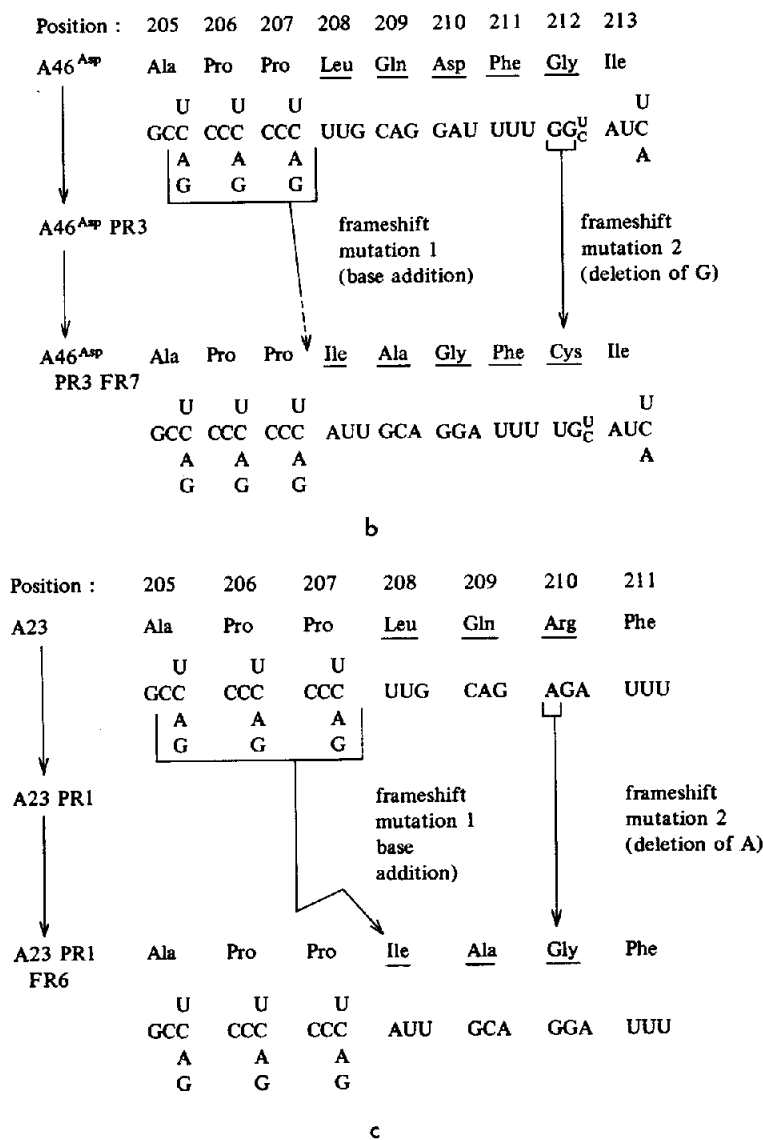 Position : 205 206 207 208 209 210 211 212 213
A46Asp Ala Pro Pro Leu Gln Asp Phe Gly Ile
U U U U
GCC CCC CCC UUG CAG GAU UUU GG U/C AUC
A A A A
G G G
A46Asp PR3
frameshift
mutation 1
(base addition)
frameshift
mutation 2
(deletion of G)
A46Asp Ala Pro Pro Ile Ala Gly Phe Cys Ile
PR3 FR7
U U U U
GCC CCC CCC AUU GCA GGA UUU UG U/C AUC
A A A A
G G G
b
Position : 205 206 207 208 209 210 211
A23 Ala Pro Pro Leu Gln Arg Phe
U U U
GCC CCC CCC UUG CAG AGA UUU
A A A
G G G
A23 PR1
frameshift
mutation 1
base
addition)
frameshift
mutation 2
(deletion of A)
A23 PR1 Ala Pro Pro Ile Ala Gly Phe
FR6
U U U
GCC CCC CCC AUU GCA GGA UUU
A A A
G G G
c